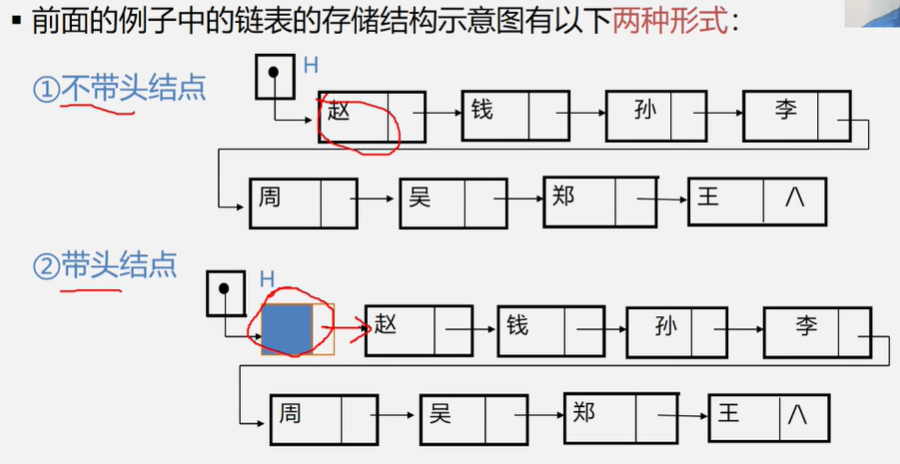 ▪ 前面的例子中的链表的存储结构示意图有以下两种形式：
①不带头结点
H
赵 钱 孙 李
周 吴 郑 王 ∧
②带头结点
H
赵 钱 孙 李
周 吴 郑 王 ∧